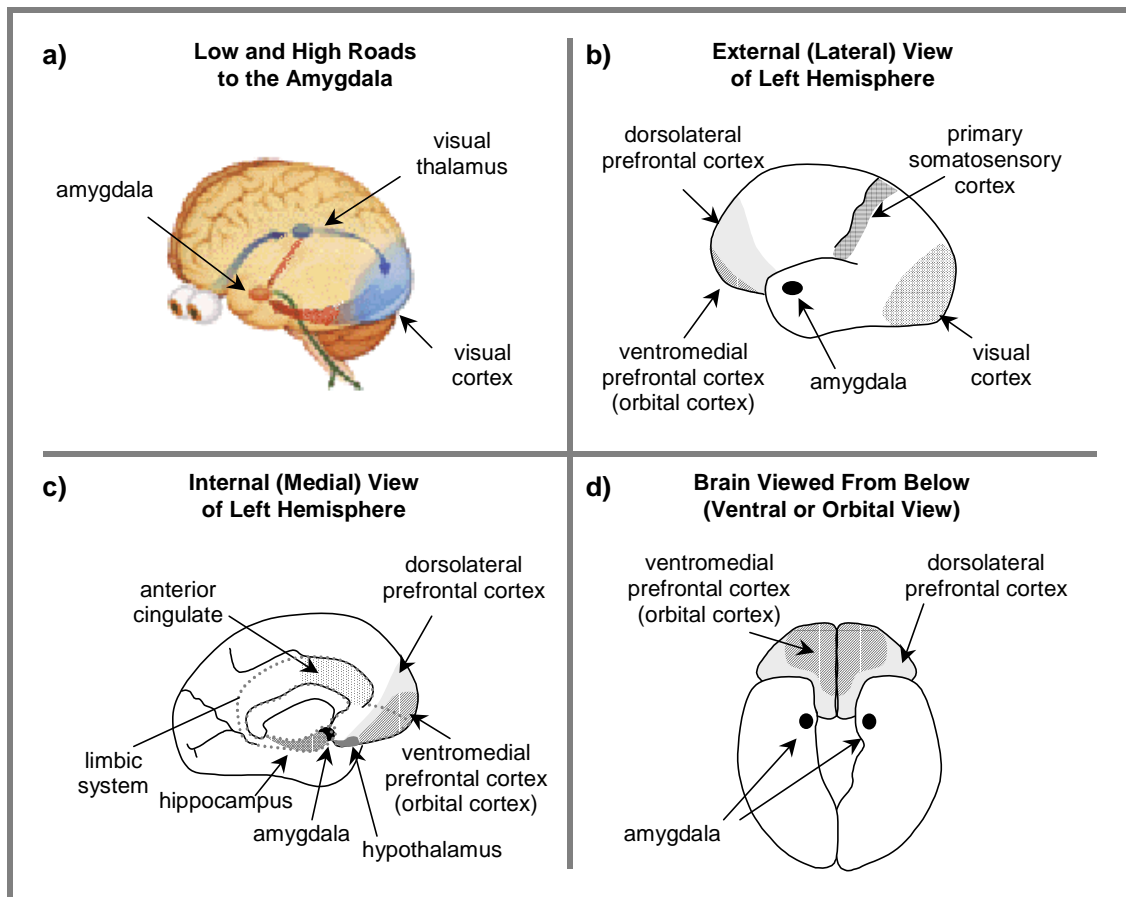 a)
Low and High Roads
to the Amygdala
visual
thalamus
amygdala
visual
cortex
b)
External (Lateral) View
of Left Hemisphere
dorsolateral
prefrontal cortex
primary
somatosensory
cortex
ventromedial
prefrontal cortex
(orbital cortex)
amygdala
visual
cortex
c)
Internal (Medial) View
of Left Hemisphere
dorsolateral
prefrontal cortex
anterior
cingulate
limbic
system
hippocampus
amygdala
hypothalamus
ventromedial
prefrontal cortex
(orbital cortex)
d)
Brain Viewed From Below
(Ventral or Orbital View)
ventromedial
prefrontal cortex
(orbital cortex)
dorsolateral
prefrontal cortex
amygdala